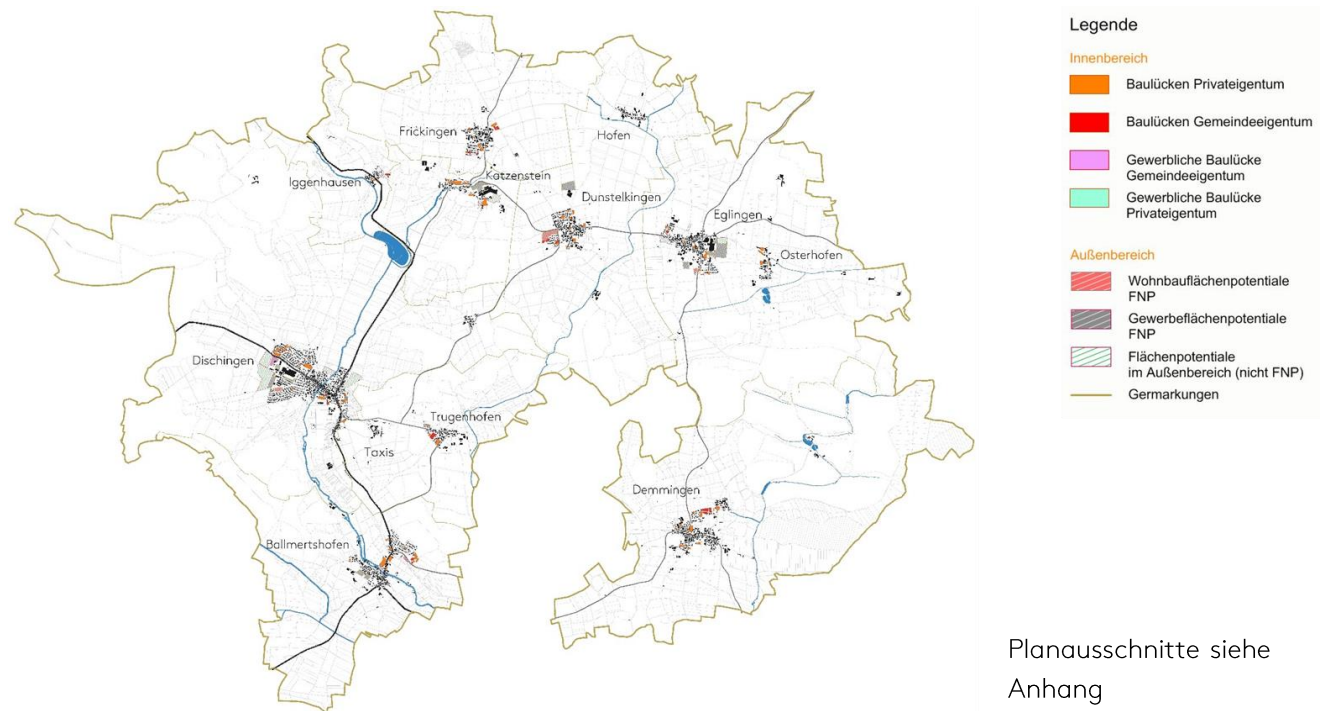 Frickingen
Hofen
Iggenhausen
Katzenstein
Dunstelkingen
Eglingen
Osterhofen
Dischingen
Trugenhofen
Taxis
Demmingen
Ballmertshofen
Legende
Innenbereich
Baulücken Privateigentum
Baulücken Gemeindeeigentum
Gewerbliche Baulücke
Gemeindeeigentum
Gewerbliche Baulücke
Privateigentum
Außenbereich
Wohnbauflächenpotentiale
FNP
Gewerbeflächenpotentiale
FNP
Flächenpotentiale
im Außenbereich (nicht FNP)
Germarkungen
Planausschnitte siehe
Anhang